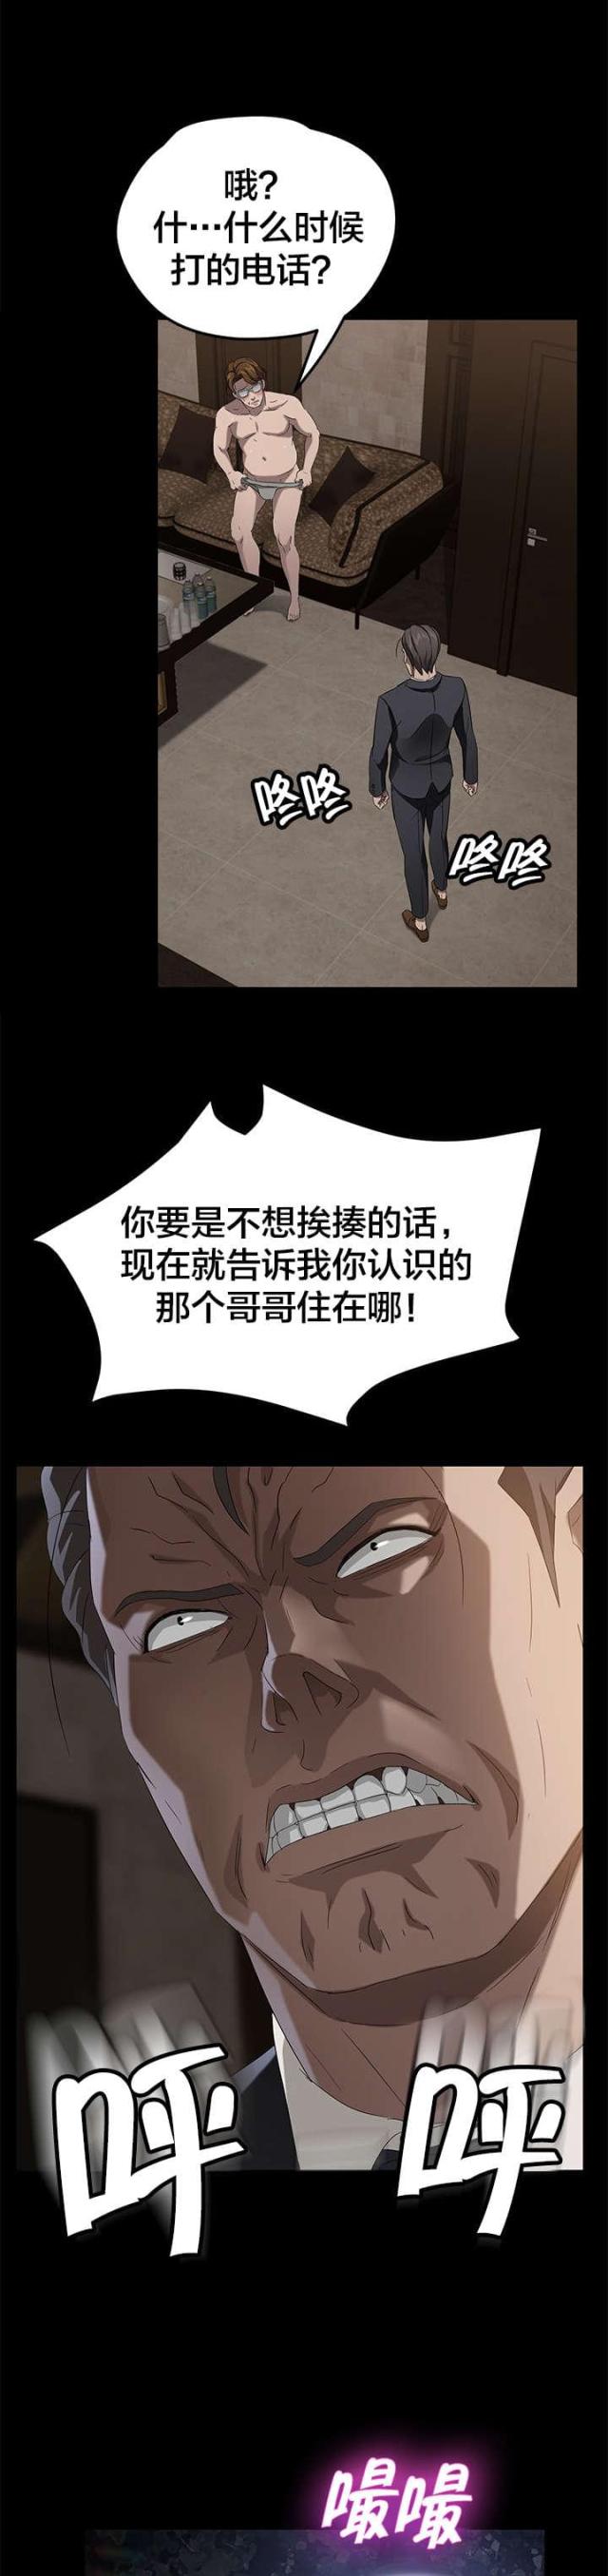 哦？
什…什么时候
打的电话？
咚咚
咚咚
你要是不想挨揍的话，
现在就告诉我你认识的
那个哥哥住在哪！
呼
呼
嘬嘬